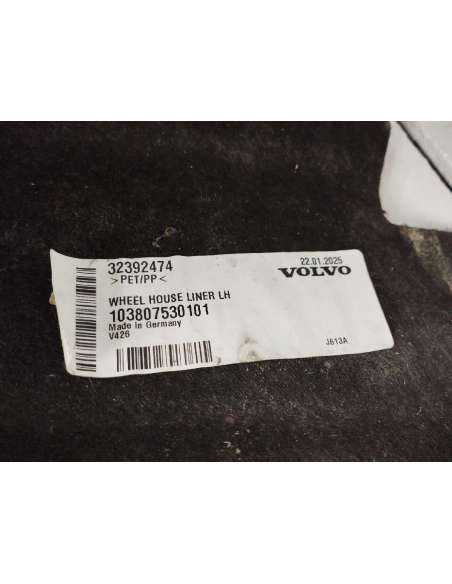 32392474
>PET/PP<
22.01.2025
VOLVO
WHEEL HOUSE LINER LH
103807530101
Made in Germany
V426
J613A